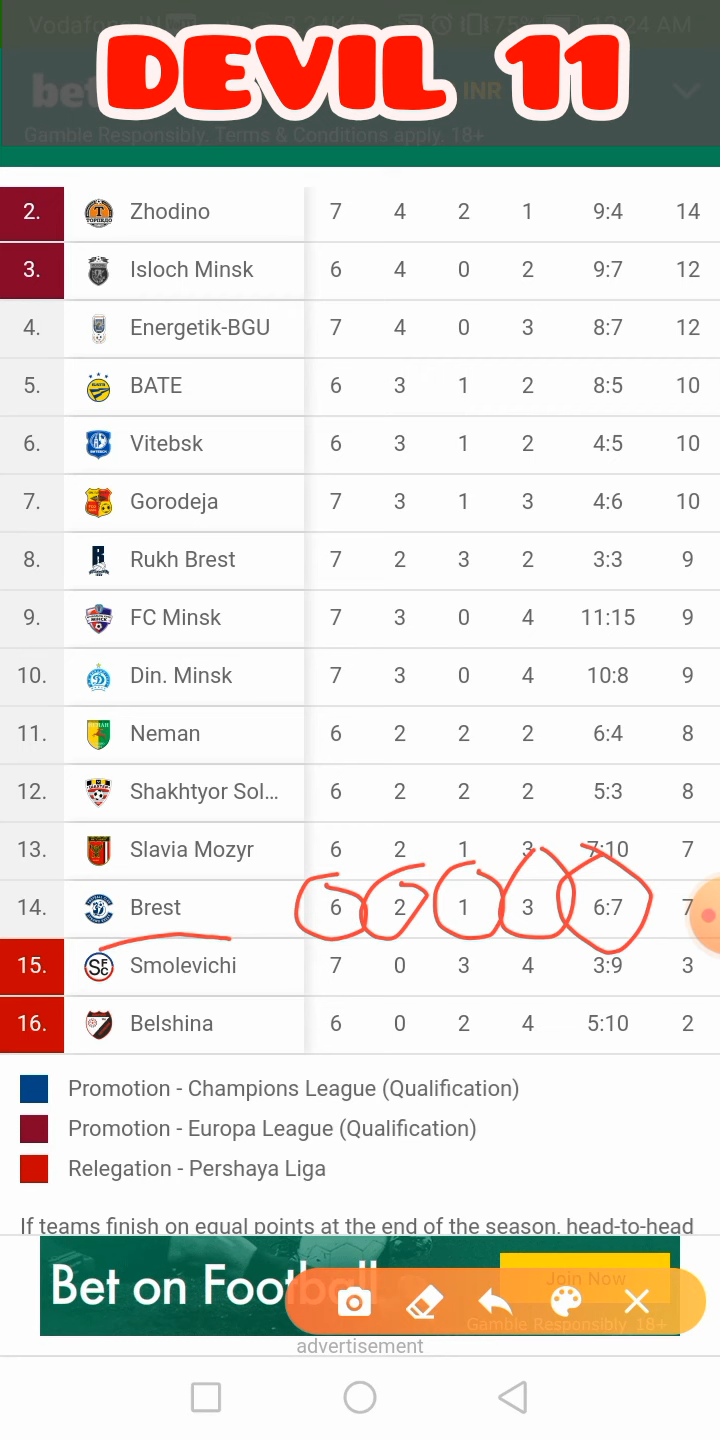 Vodafone IN
75%
12:24 AM
DEVIL 11
bet
INR
Gamble Responsibly. Terms & Conditions apply. 18+
2. Zhodino 7 4 2 1 9:4 14
3. Isloch Minsk 6 4 0 2 9:7 12
4. Energetik-BGU 7 4 0 3 8:7 12
5. BATE 6 3 1 2 8:5 10
6. Vitebsk 6 3 1 2 4:5 10
7. Gorodeja 7 3 1 3 4:6 10
8. Rukh Brest 7 2 3 2 3:3 9
9. FC Minsk 7 3 0 4 11:15 9
10. Din. Minsk 7 3 0 4 10:8 9
11. Neman 6 2 2 2 6:4 8
12. Shakhtyor Sol... 6 2 2 2 5:3 8
13. Slavia Mozyr 6 2 1 3 7:10 7
14. Brest 6 2 1 3 6:7 7
15. Smolevichi 7 0 3 4 3:9 3
16. Belshina 6 0 2 4 5:10 2
Promotion - Champions League (Qualification)
Promotion - Europa League (Qualification)
Relegation - Pershaya Liga
If teams finish on equal points at the end of the season, head-to-head
Bet on Football
Join Now
Gamble Responsibly 18+
advertisement